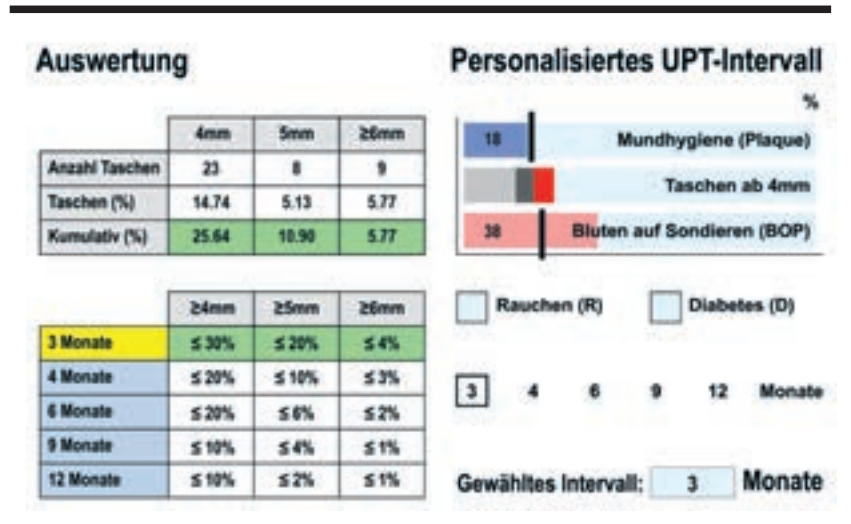 Auswertung
4mm 5mm ≥6mm
Anzahl Taschen 23 8 9
Taschen (%) 14.74 5.13 5.77
Kumulativ (%) 25.64 10.90 5.77
≥4mm ≥5mm ≥6mm
3 Monate ≤ 30% ≤ 20% ≤ 4%
4 Monate ≤ 20% ≤ 10% ≤ 3%
6 Monate ≤ 20% ≤ 6% ≤ 2%
9 Monate ≤ 10% ≤ 4% ≤ 1%
12 Monate ≤ 10% ≤ 2% ≤ 1%
Personalisiertes UPT-Intervall
%
18 Mundhygiene (Plaque)
Taschen ab 4mm
38 Bluten auf Sondieren (BOP)
Rauchen (R) Diabetes (D)
3 4 6 9 12 Monate
Gewähltes Intervall: 3 Monate